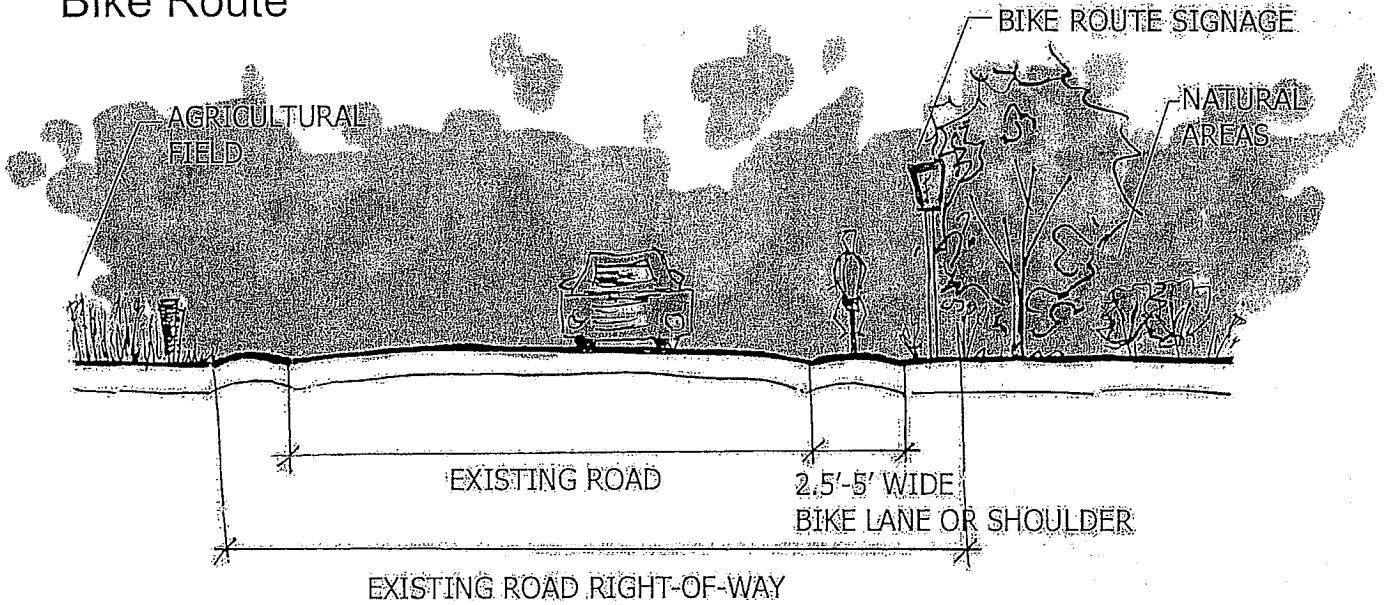 Bike Route
BIKE ROUTE SIGNAGE
AGRICULTURAL
FIELD
NATURAL
AREAS
EXISTING ROAD
2.5'-5' WIDE
BIKE LANE OR SHOULDER
EXISTING ROAD RIGHT-OF-WAY